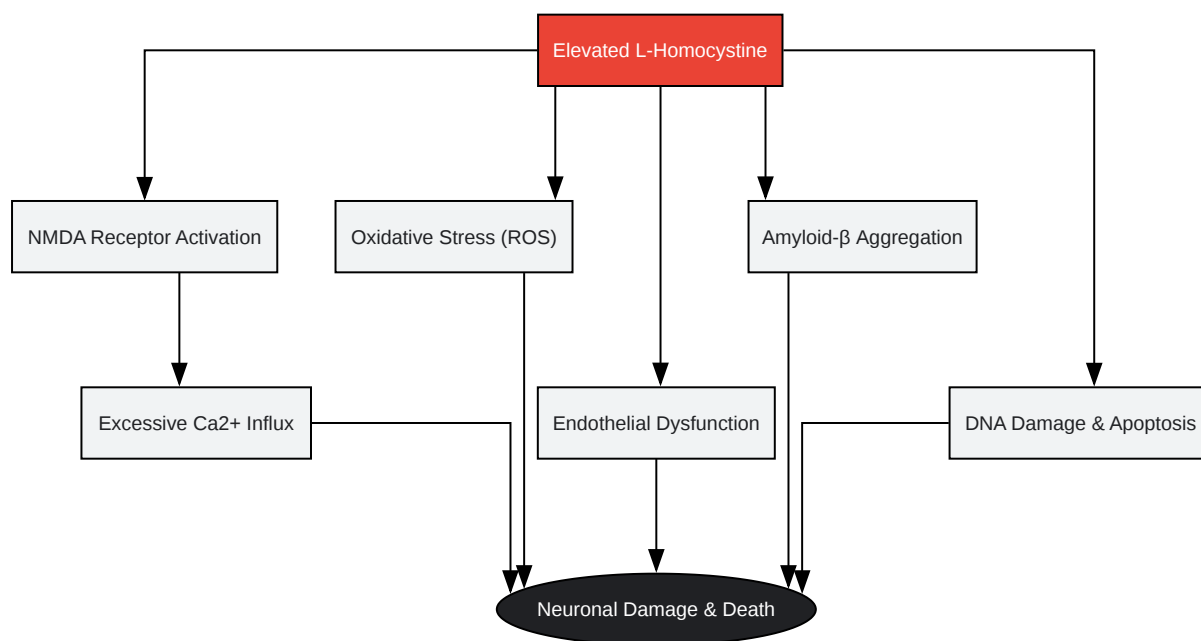 Elevated L-Homocystine
NMDA Receptor Activation
Oxidative Stress (ROS)
Amyloid-β Aggregation
Excessive Ca2+ Influx
Endothelial Dysfunction
DNA Damage & Apoptosis
Neuronal Damage & Death